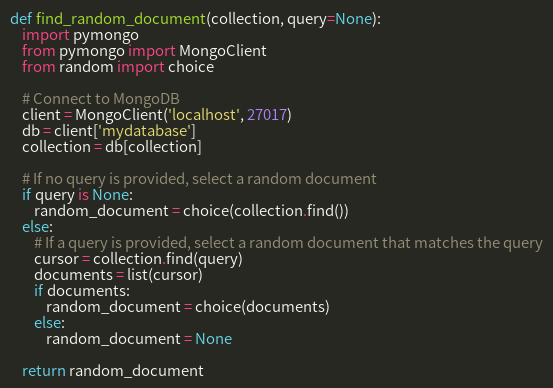 def find_random_document(collection, query=None):
    import pymongo
    from pymongo import MongoClient
    from random import choice

    # Connect to MongoDB
    client = MongoClient('localhost', 27017)
    db = client['mydatabase']
    collection = db[collection]

    # If no query is provided, select a random document
    if query is None:
        random_document = choice(collection.find())
    else:
        # If a query is provided, select a random document that matches the query
        cursor = collection.find(query)
        documents = list(cursor)
        if documents:
            random_document = choice(documents)
        else:
            random_document = None

    return random_document